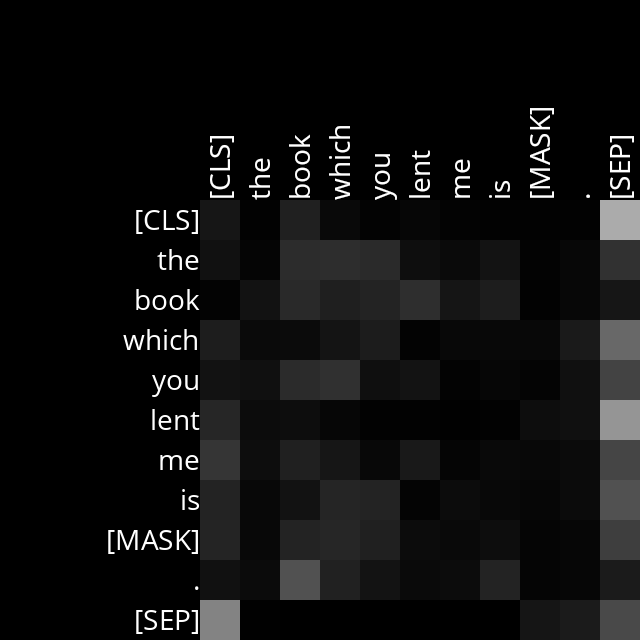 [CLS] the book which you lent me is [MASK] . [SEP]
[CLS]
the
book
which
you
lent
me
is
[MASK]
.
[SEP]